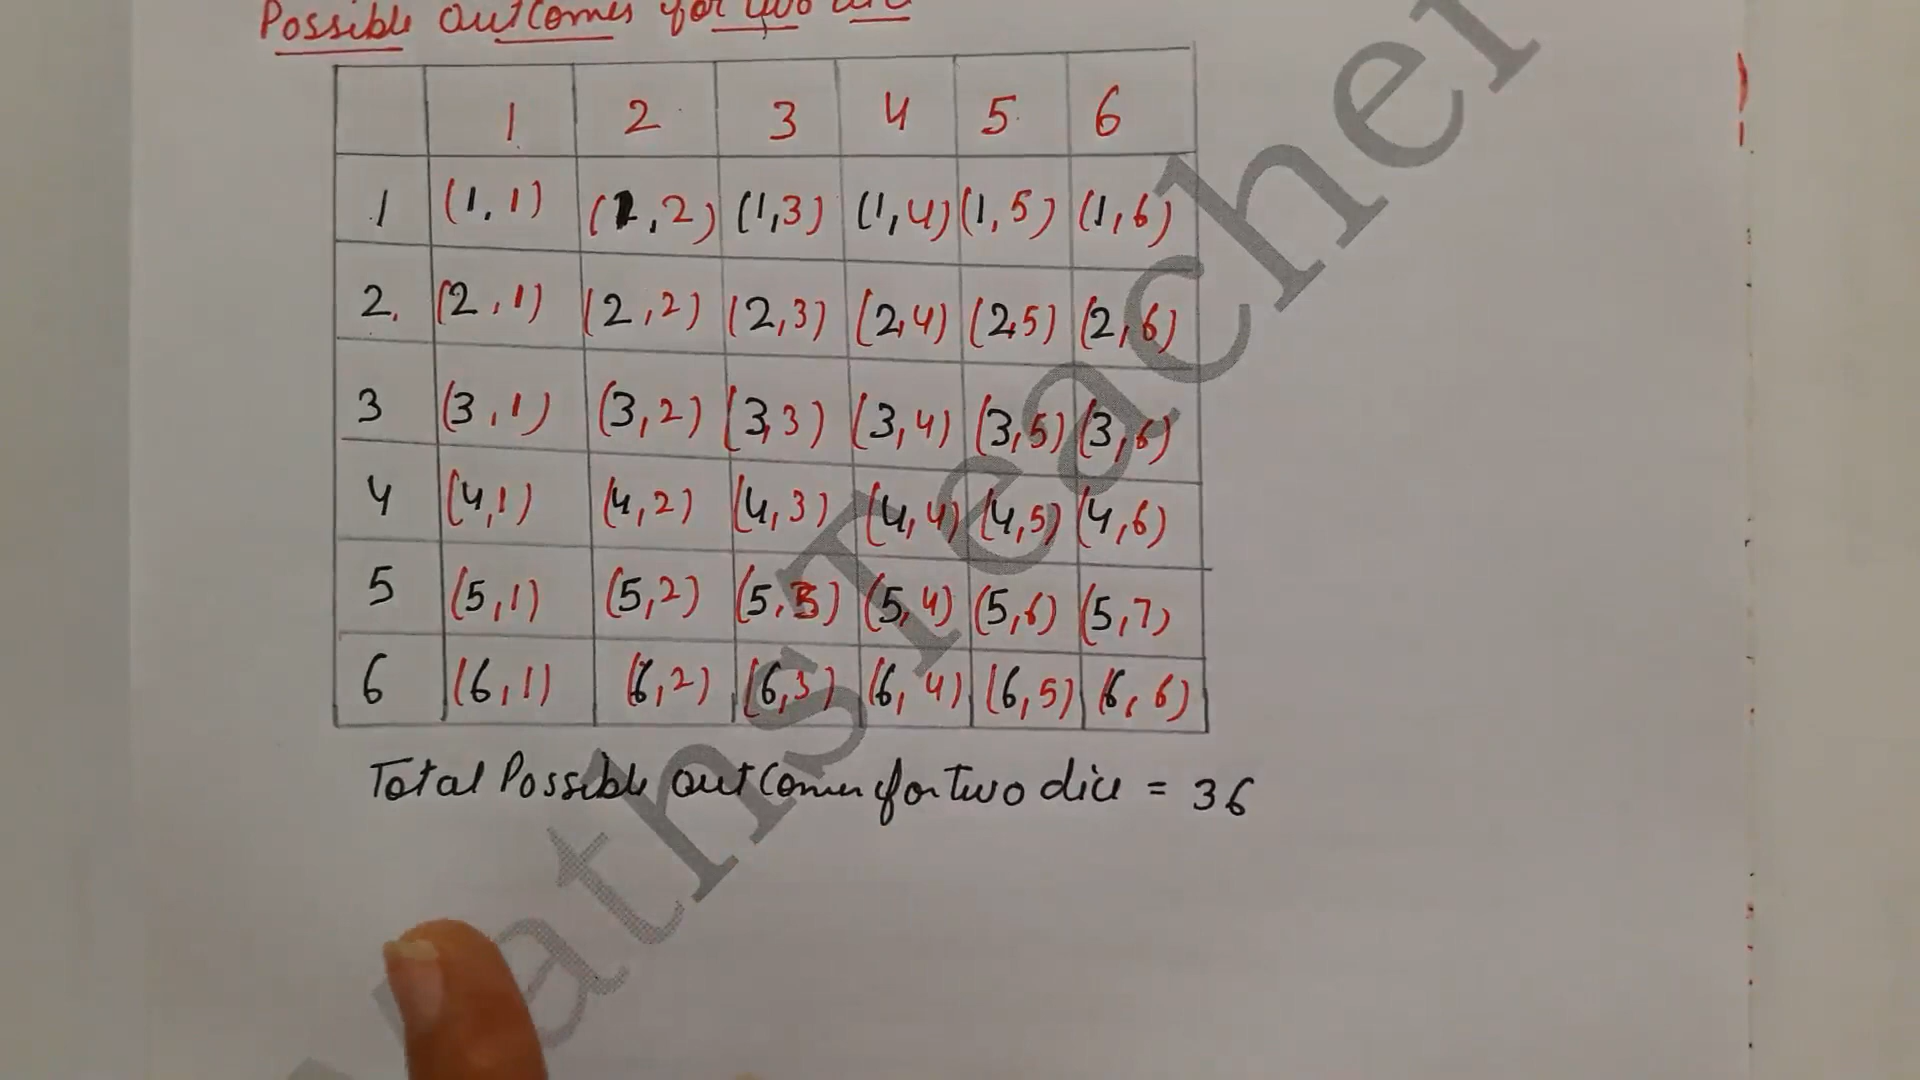 Possible outcomes for two dice
1 2 3 4 5 6
1 (1,1) (1,2) (1,3) (1,4) (1,5) (1,6)
2. (2,1) (2,2) (2,3) (2,4) (2,5) (2,6)
3 (3,1) (3,2) (3,3) (3,4) (3,5) (3,6)
4 (4,1) (4,2) (4,3) (4,4) (4,5) (4,6)
5 (5,1) (5,2) (5,3) (5,4) (5,6) (5,7)
6 (6,1) (6,2) (6,3) (6,4) (6,5) (6,6)
Total Possible outcomes for two dice = 36
athsTeacher